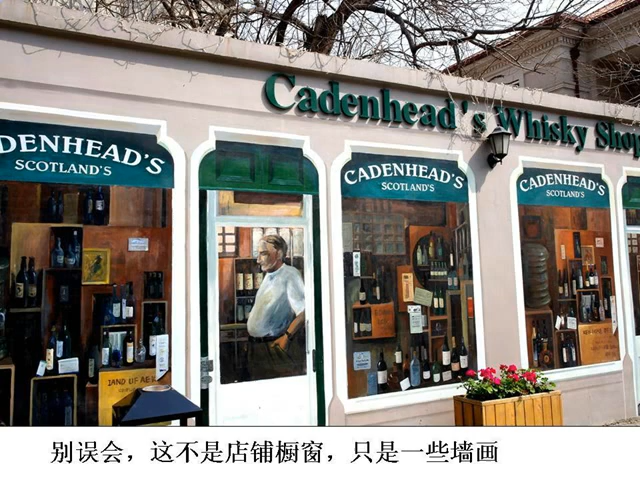 Cadenhead's Whisky Shop
DENHEAD'S
SCOTLAND'S
CADENHEAD'S
SCOTLAND'S
CADENHEAD'S
SCOTLAND'S
别误会，这不是店铺橱窗，只是一些墙画